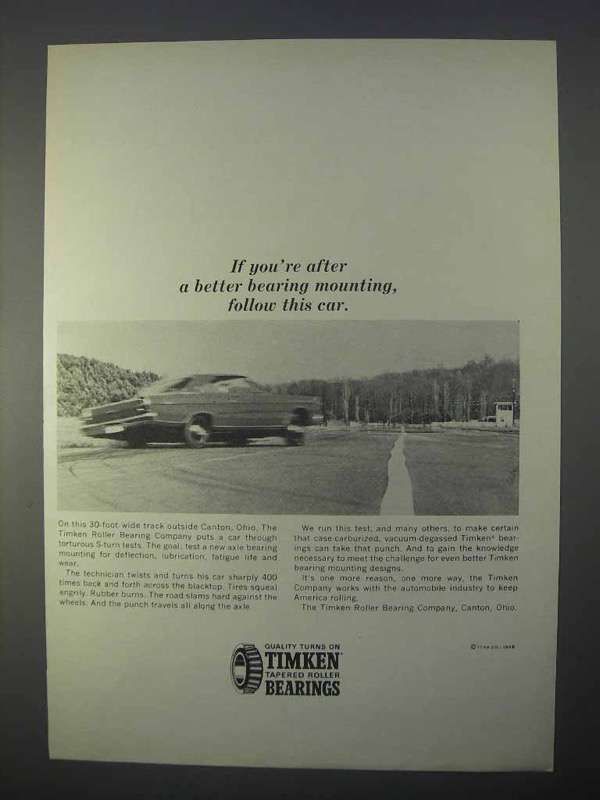 If you're after
a better bearing mounting,
follow this car.
On this 30-foot wide track outside Canton, Ohio, The
Timken Roller Bearing Company puts a car through
torturous S-turn tests. The goal: test a new axle bearing
mounting for deflection, lubrication, fatigue life and
wear.
The technician twists and turns his car sharply 400
times back and forth across the blacktop. Tires squeal
angrily. Rubber burns. The road slams hard against the
wheels. And the punch travels all along the axle.
We run this test, and many others, to make certain
that case-carburized, vacuum-degassed Timken® bear-
ings can take that punch. And to gain the knowledge
necessary to meet the challenge for even better Timken
bearing mounting designs.
It's one more reason, one more way, the Timken
Company works with the automobile industry to keep
America rolling.
The Timken Roller Bearing Company, Canton, Ohio.
QUALITY TURNS ON
TIMKEN®
TAPERED ROLLER
BEARINGS
©